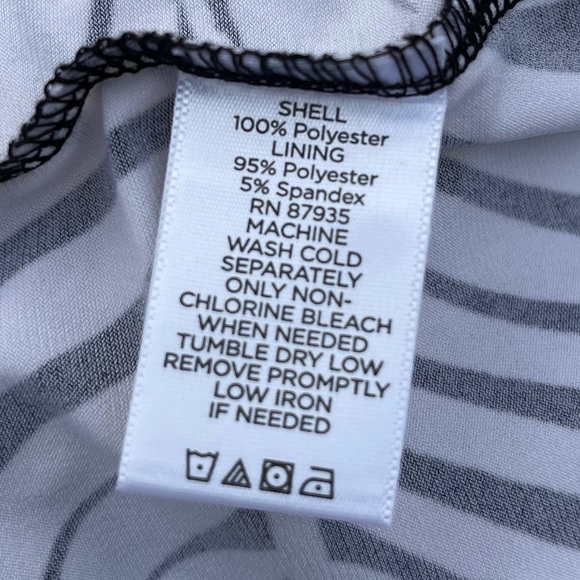 SHELL
100% Polyester
LINING
95% Polyester
5% Spandex
RN 87935
MACHINE
WASH COLD
SEPARATELY
ONLY NON-
CHLORINE BLEACH
WHEN NEEDED
TUMBLE DRY LOW
REMOVE PROMPTLY
LOW IRON
IF NEEDED